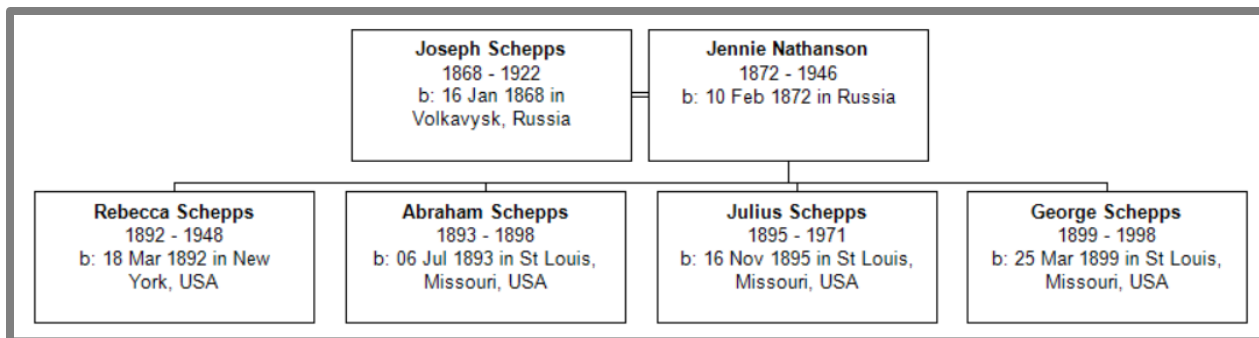 Joseph Schepps
1868 - 1922
b: 16 Jan 1868 in
Volkavysk, Russia
Jennie Nathanson
1872 - 1946
b: 10 Feb 1872 in Russia
Rebecca Schepps
1892 - 1948
b: 18 Mar 1892 in New
York, USA
Abraham Schepps
1893 - 1898
b: 06 Jul 1893 in St Louis,
Missouri, USA
Julius Schepps
1895 - 1971
b: 16 Nov 1895 in St Louis,
Missouri, USA
George Schepps
1899 - 1998
b: 25 Mar 1899 in St Louis,
Missouri, USA